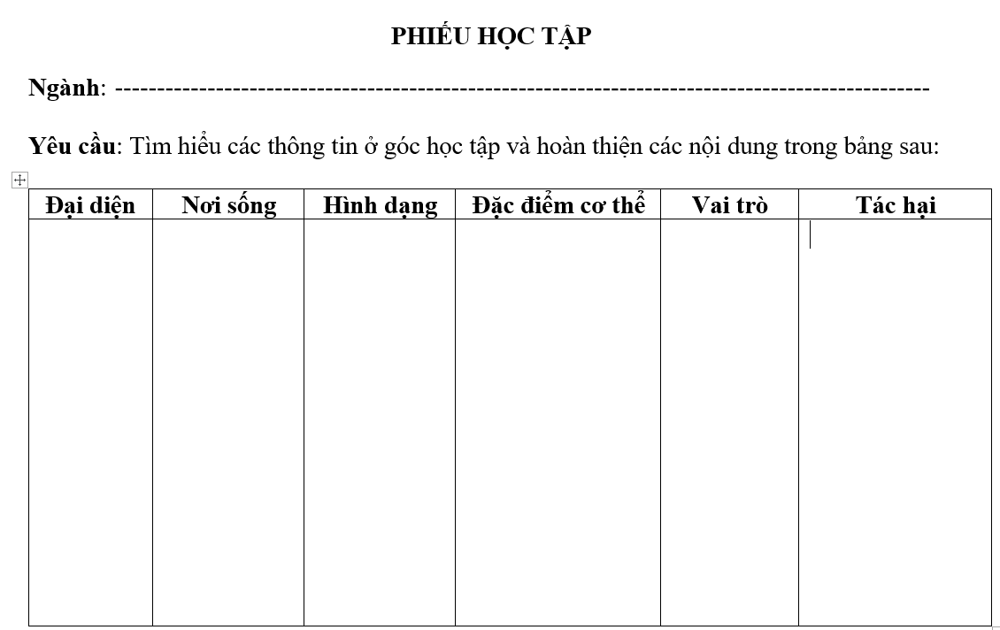 PHIẾU HỌC TẬP
Ngành: -------------------------------------------------------------------------------------------------
Yêu cầu: Tìm hiểu các thông tin ở góc học tập và hoàn thiện các nội dung trong bảng sau:
Đại diện Nơi sống Hình dạng Đặc điểm cơ thể Vai trò Tác hại